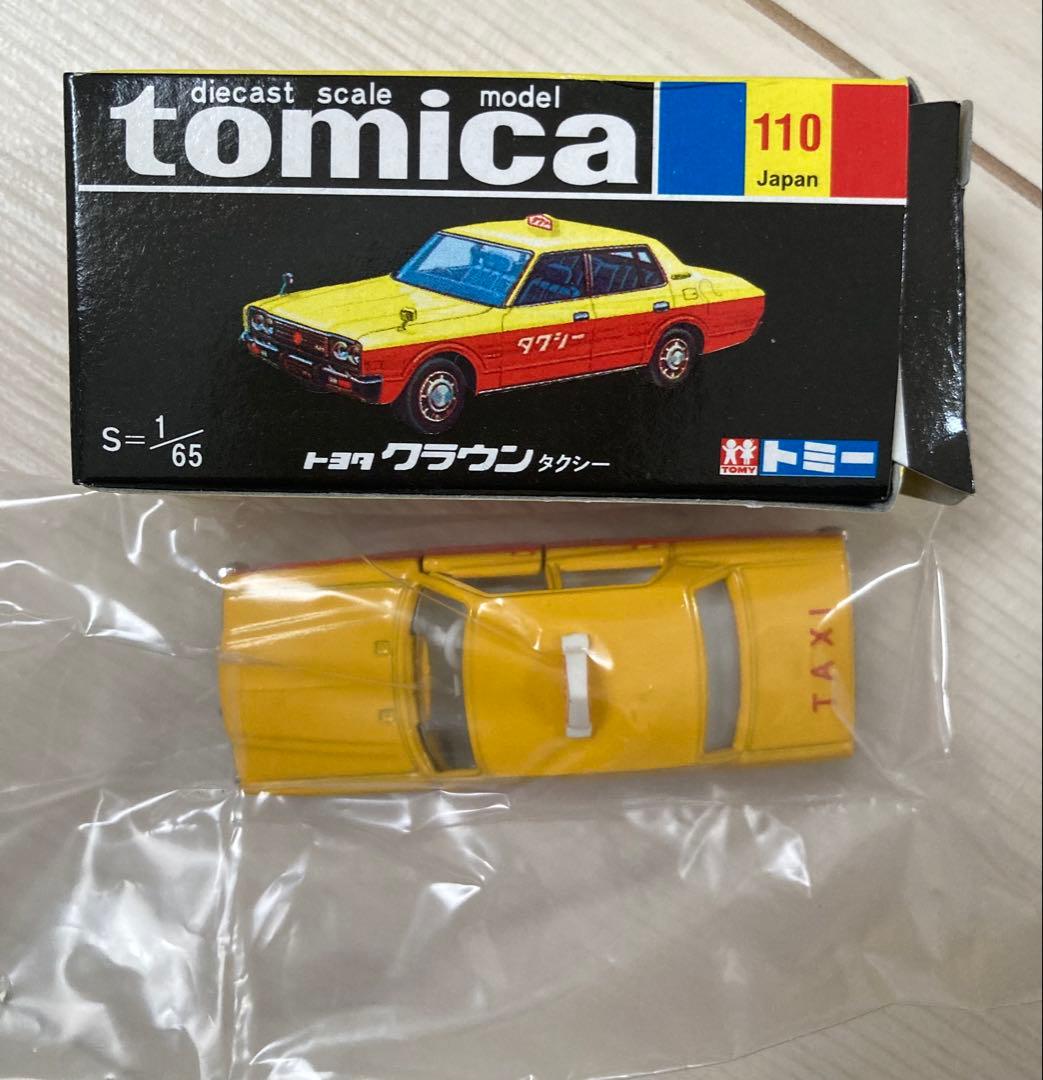 diecast scale model
tomica
110
Japan
タクシー
S=1/65
トヨタ クラウン タクシー
TOMY トミー
TAXI